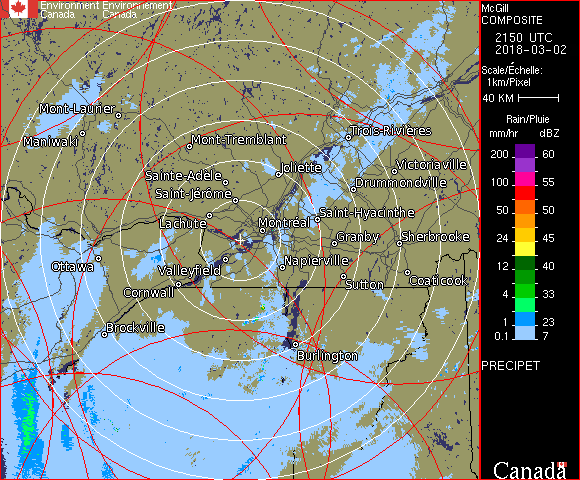 Environment Environnement
Canada Canada
McGill
COMPOSITE
2150 UTC
2018-03-02
Scale/Échelle:
1km/Pixel
40 KM
Rain/Pluie
mm/hr dBZ
200 60
150 57
100 55
50 50
24 45
12 40
4 33
1 23
0.1 7
PRECIPET
Canada
Mont-Laurier
Maniwaki
Mont-Tremblant
Trois-Rivières
Sainte-Adèle
Joliette
Victoriaville
Saint-Jérôme
Drummondville
Lachute
Montréal
Saint-Hyacinthe
Granby
Sherbrooke
Ottawa
Valleyfield
Napierville
Cornwall
Sutton
Coaticook
Brockville
Burlington